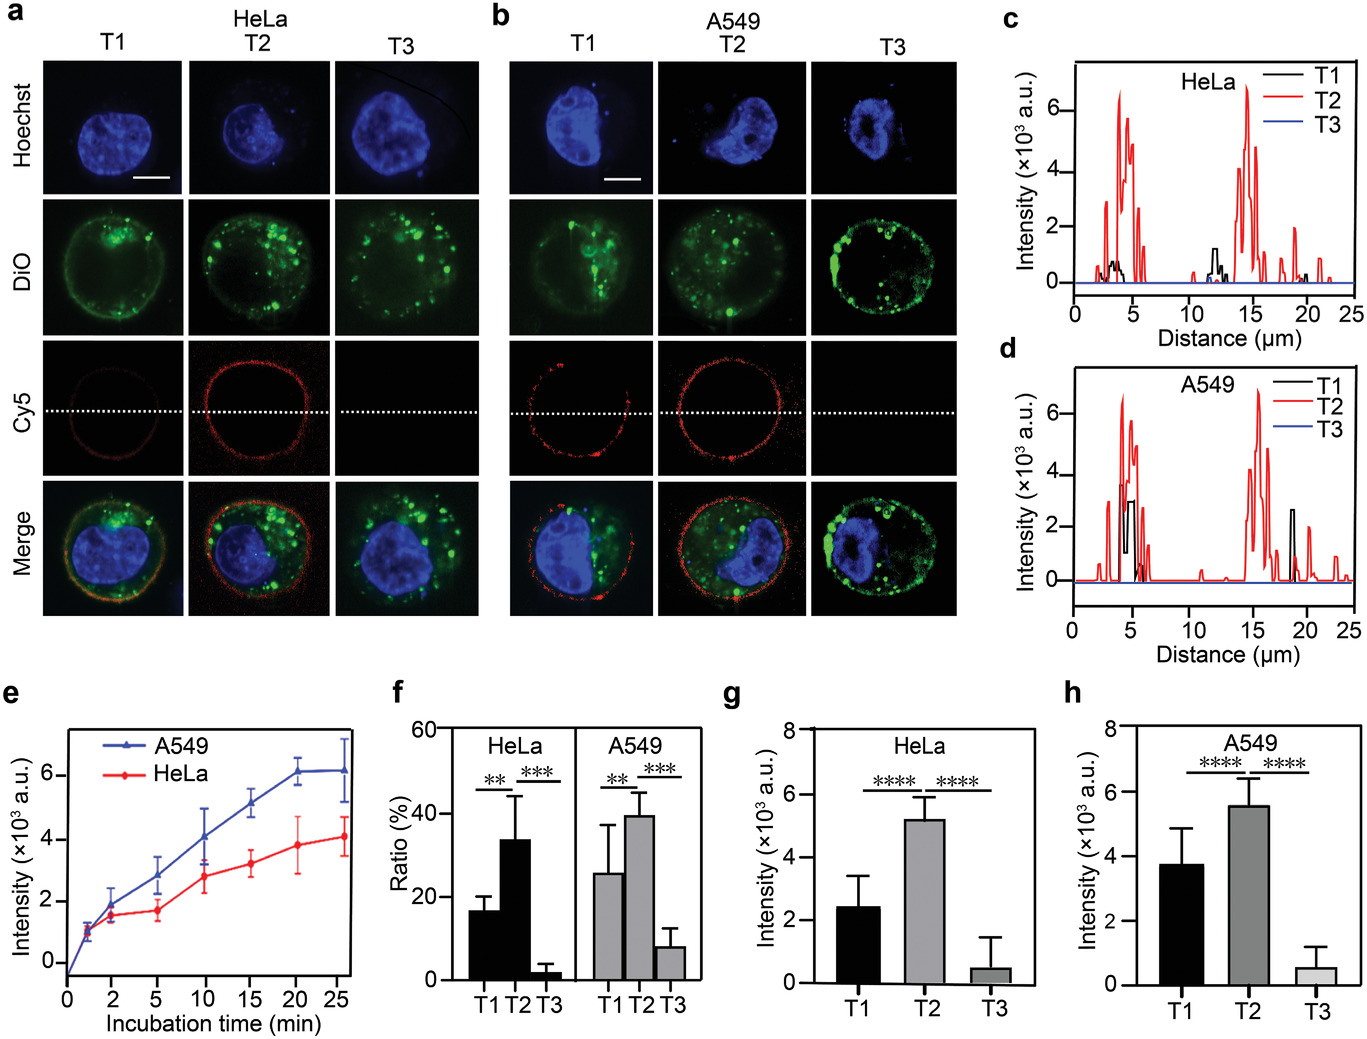 a
HeLa
T1 T2 T3
b
A549
T1 T2 T3
Hoechst
DiO
Cy5
Merge
c
HeLa
T1
T2
T3
Intensity (×10³ a.u.)
6
4
2
0
0 5 10 15 20 25
Distance (µm)
d
A549
T1
T2
T3
Intensity (×10³ a.u.)
6
4
2
0
0 5 10 15 20 25
Distance (µm)
e
A549
HeLa
Intensity (×10³ a.u.)
6
4
2
0
0 2 5 10 15 20 25
Incubation time (min)
f
60
HeLa A549
** *** ** ***
Ratio (%)
40
20
0
T1 T2 T3 T1 T2 T3
g
8
HeLa
**** ****
Intensity (×10³ a.u.)
6
4
2
0
T1 T2 T3
h
8
A549
**** ****
Intensity (×10³ a.u.)
6
4
2
0
T1 T2 T3